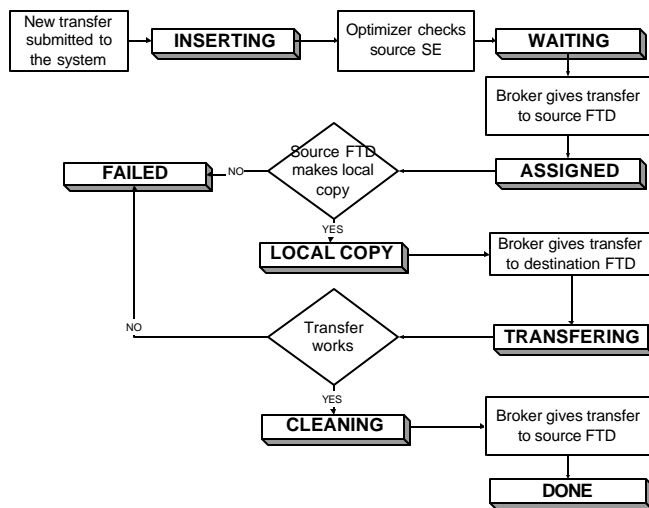 New transfer
submitted to
the system
INSERTING
Optimizer checks
source SE
WAITING
Broker gives transfer
to source FTD
ASSIGNED
Source FTD
makes local
copy
NO
FAILED
YES
LOCAL COPY
Broker gives transfer
to destination FTD
TRANSFERING
Transfer
works
NO
YES
CLEANING
Broker gives transfer
to source FTD
DONE